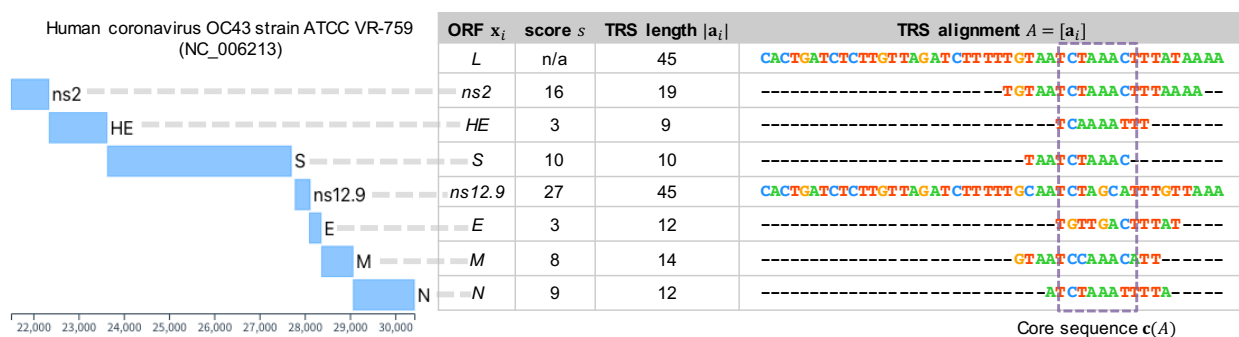 Human coronavirus OC43 strain ATCC VR-759
(NC_006213)
ns2
HE
S
ns12.9
E
M
N
22,000 23,000 24,000 25,000 26,000 27,000 28,000 29,000 30,000
ORF xᵢ score s TRS length |aᵢ| TRS alignment A = [aᵢ]
L n/a 45 CACTGATCTCTTGTTAGATCTTTTTGTAATCTAAACTTTATAAAA
ns2 16 19 ------------------------TGTAATCTAAACTTTAAAA--
HE 3 9 -----------------------------TCAAAATTT-------
S 10 10 --------------------------TAATCTAAAC---------
ns12.9 27 45 CACTGATCTCTTGTTAGATCTTTTTGCAATCTAGCATTTGTTAAA
E 3 12 -----------------------------TGTTGACTTTAT----
M 8 14 -------------------------GTAATCCAAACATT------
N 9 12 ----------------------------ATCTAAATTTTA-----
Core sequence c(A)